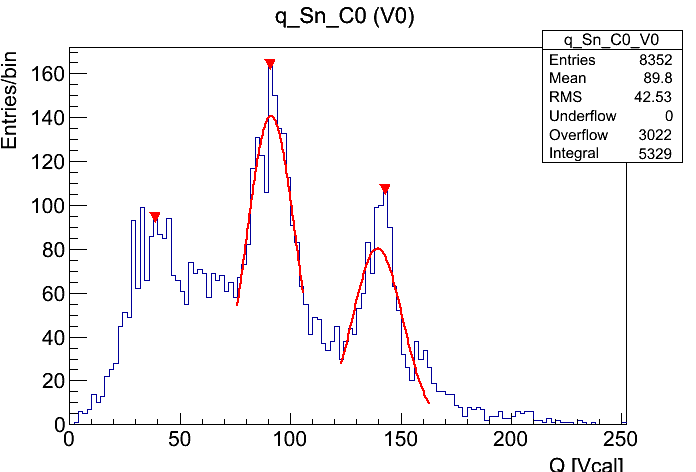 q_Sn_C0 (V0)
q_Sn_C0_V0
Entries 8352
Mean 89.8
RMS 42.53
Underflow 0
Overflow 3022
Integral 5329
Entries/bin
160
140
120
100
80
60
40
20
0
0 50 100 150 200 250
Q [Vcal]